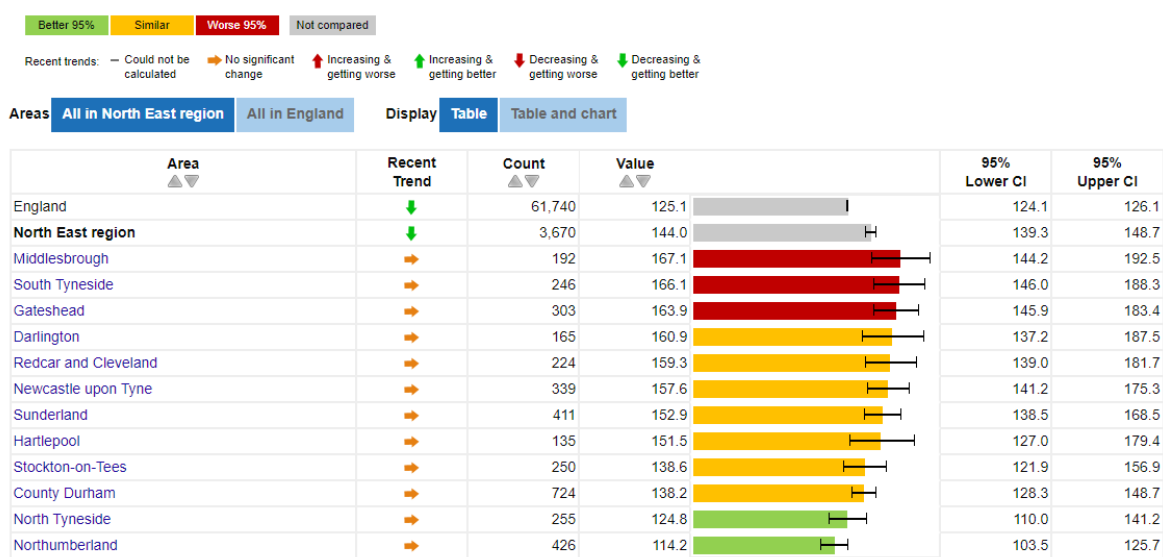 Better 95% Similar Worse 95% Not compared
Recent trends: – Could not be calculated No significant change Increasing & getting worse Increasing & getting better Decreasing & getting worse Decreasing & getting better
Areas All in North East region All in England Display Table Table and chart
Area Recent Trend Count Value 95% Lower CI 95% Upper CI
England 61,740 125.1 124.1 126.1
North East region 3,670 144.0 139.3 148.7
Middlesbrough 192 167.1 144.2 192.5
South Tyneside 246 166.1 146.0 188.3
Gateshead 303 163.9 145.9 183.4
Darlington 165 160.9 137.2 187.5
Redcar and Cleveland 224 159.3 139.0 181.7
Newcastle upon Tyne 339 157.6 141.2 175.3
Sunderland 411 152.9 138.5 168.5
Hartlepool 135 151.5 127.0 179.4
Stockton-on-Tees 250 138.6 121.9 156.9
County Durham 724 138.2 128.3 148.7
North Tyneside 255 124.8 110.0 141.2
Northumberland 426 114.2 103.5 125.7